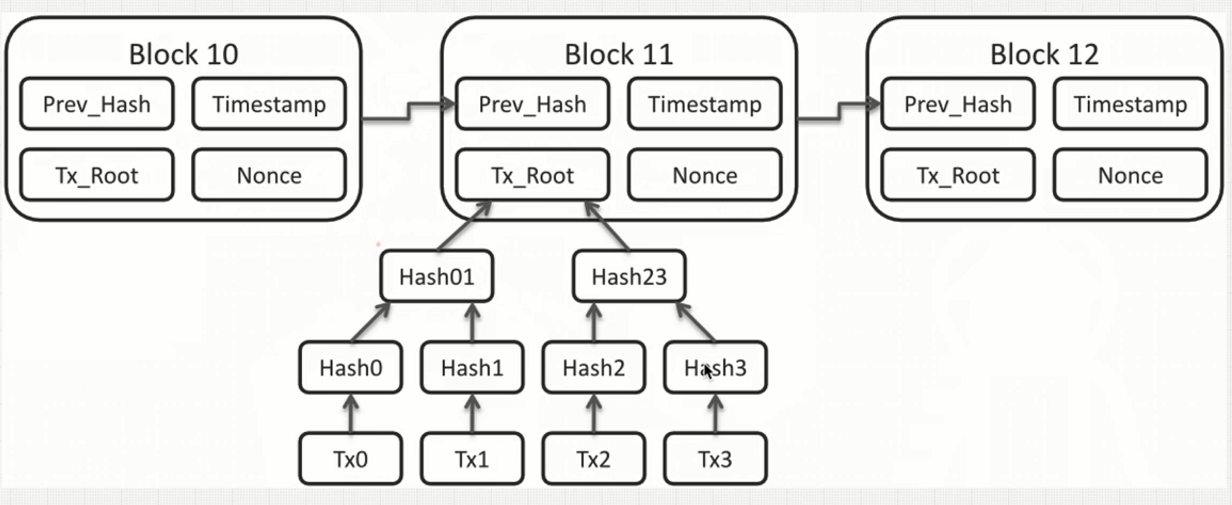 Block 10
Prev_Hash Timestamp
Tx_Root Nonce
Block 11
Prev_Hash Timestamp
Tx_Root Nonce
Block 12
Prev_Hash Timestamp
Tx_Root Nonce
Hash01 Hash23
Hash0 Hash1 Hash2 Hash3
Tx0 Tx1 Tx2 Tx3